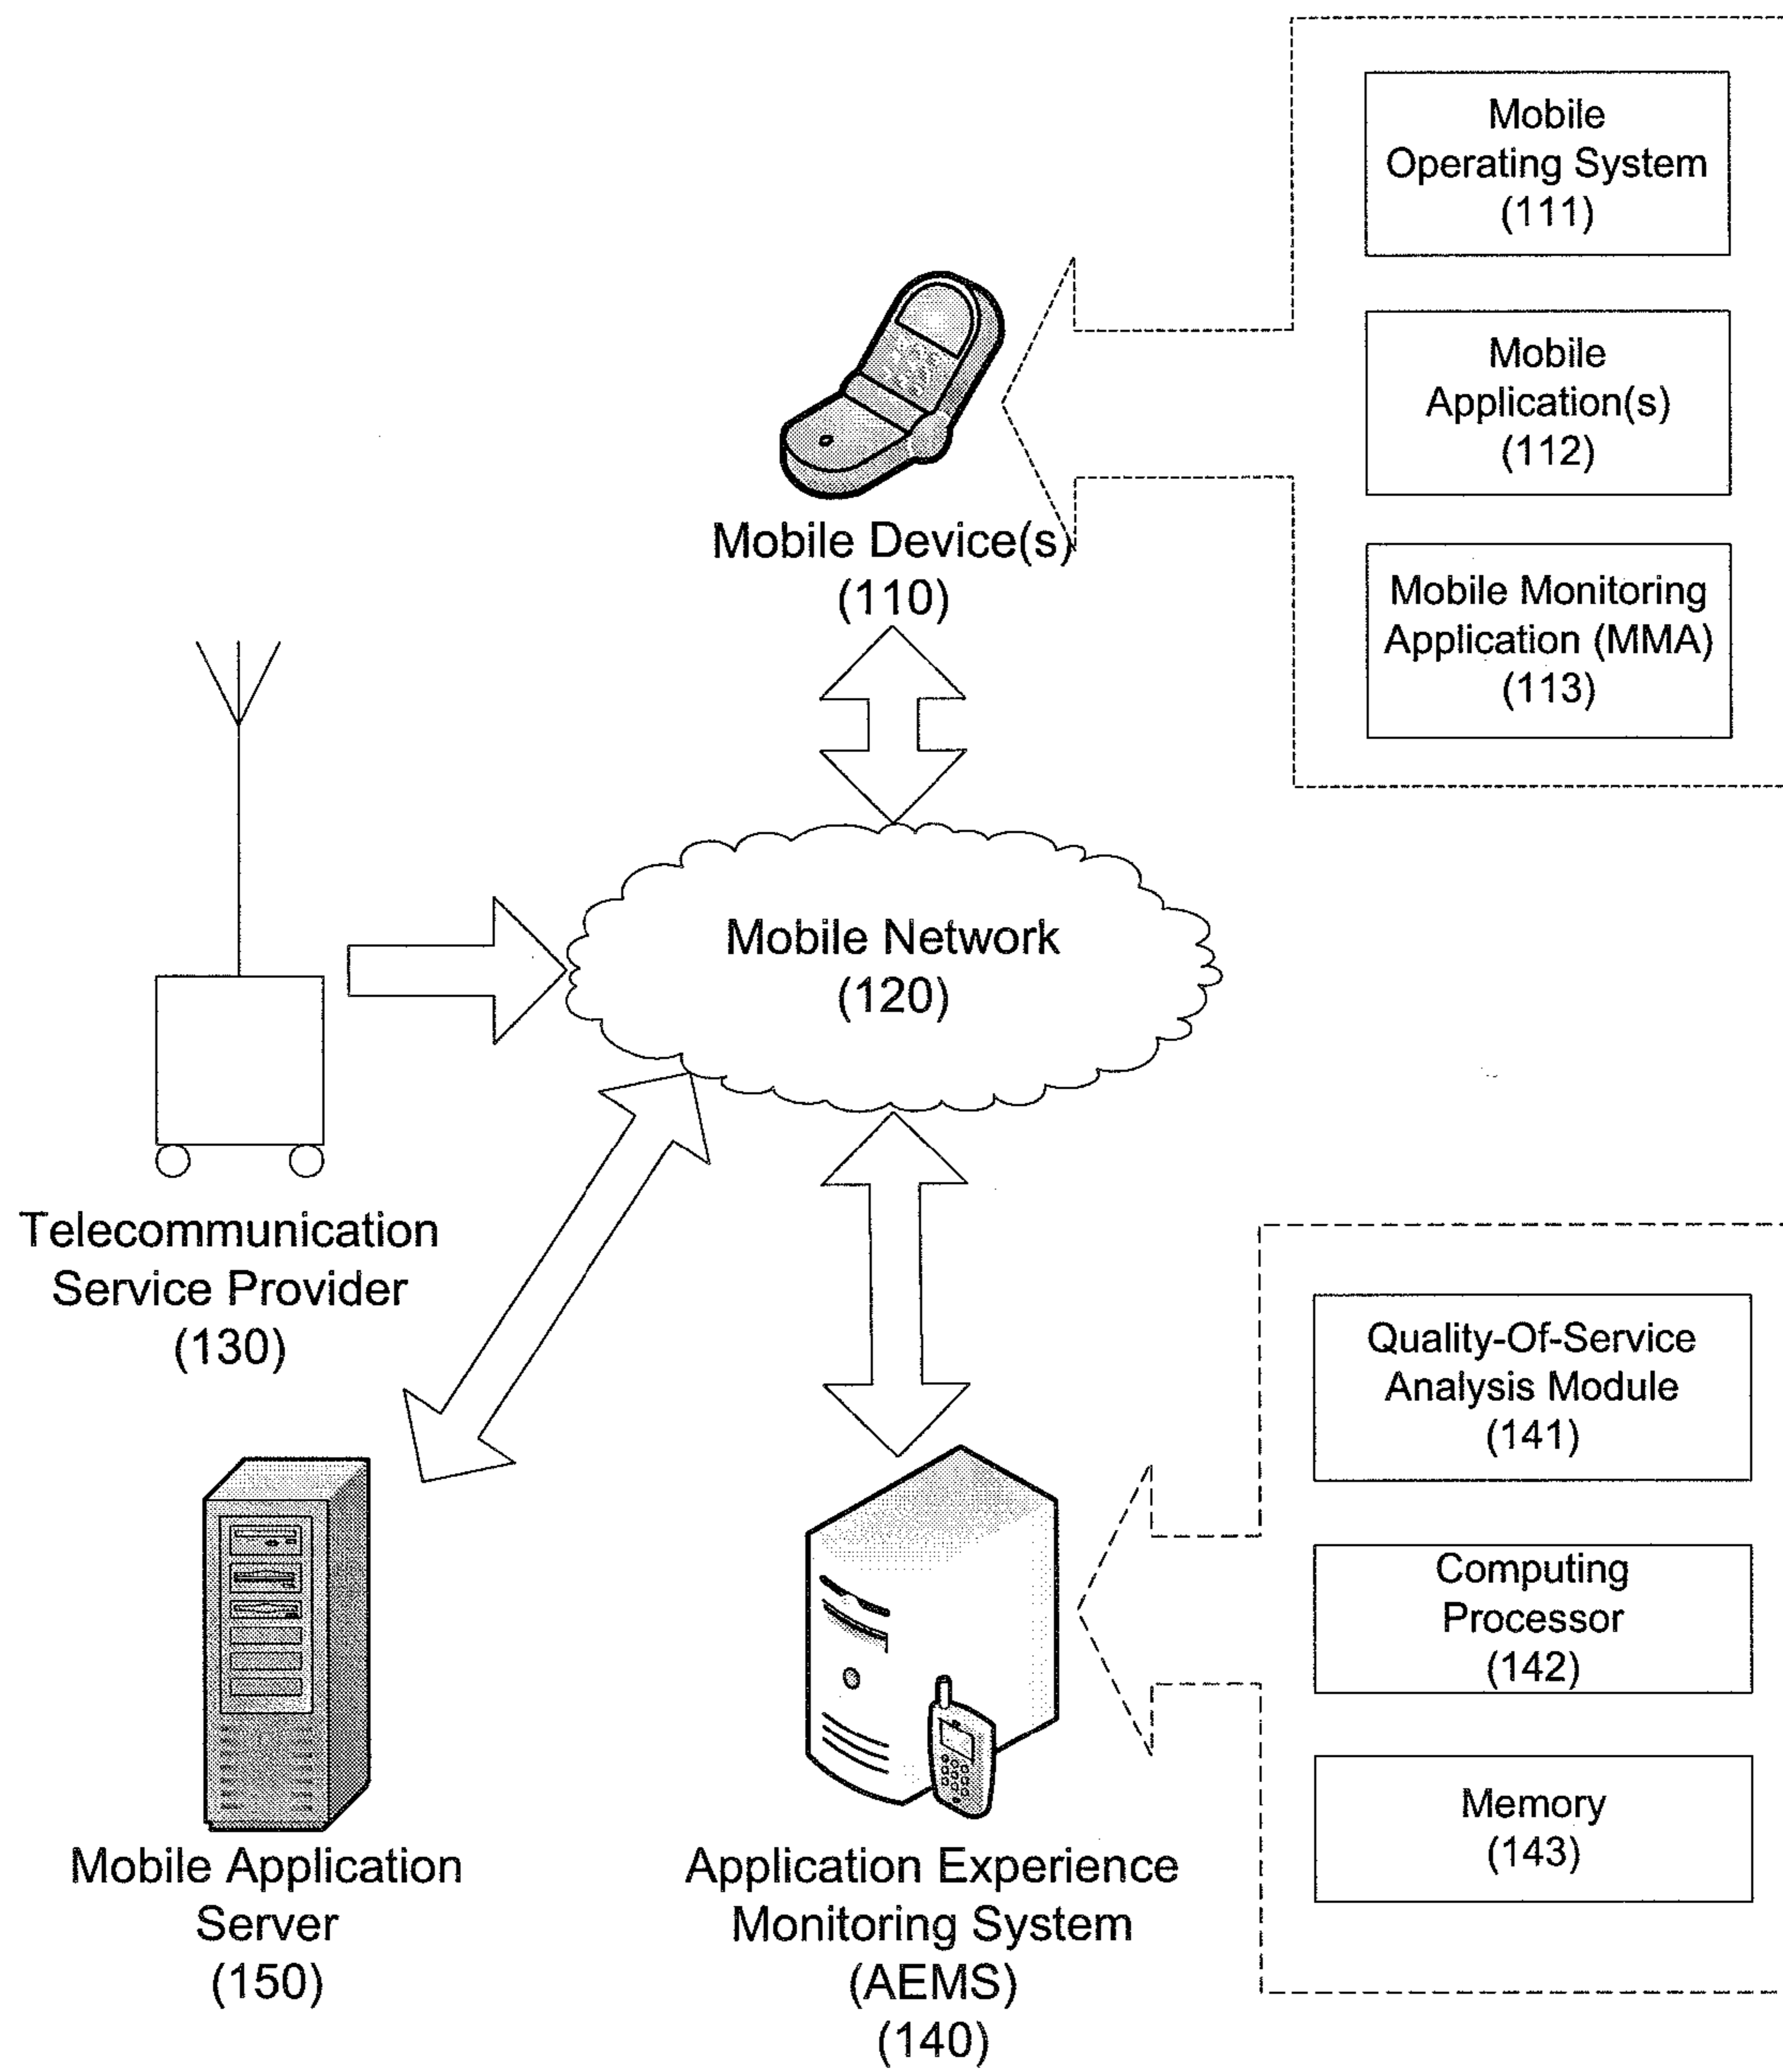 Mobile
Operating System
(111)
Mobile
Application(s)
(112)
Mobile Monitoring
Application (MMA)
(113)
Mobile Device(s)
(110)
Mobile Network
(120)
Telecommunication
Service Provider
(130)
Quality-Of-Service
Analysis Module
(141)
Computing
Processor
(142)
Memory
(143)
Mobile Application
Server
(150)
Application Experience
Monitoring System
(AEMS)
(140)